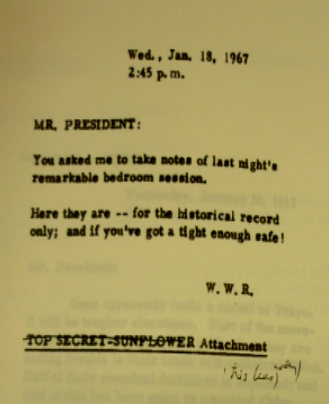 Wed., Jan. 18, 1967
2:45 p.m.
MR. PRESIDENT:
You asked me to take notes of last night's
remarkable bedroom session.
Here they are -- for the historical record
only; and if you've got a tight enough safe!
W. W. R.
TOP SECRET-SUNFLOWER Attachment